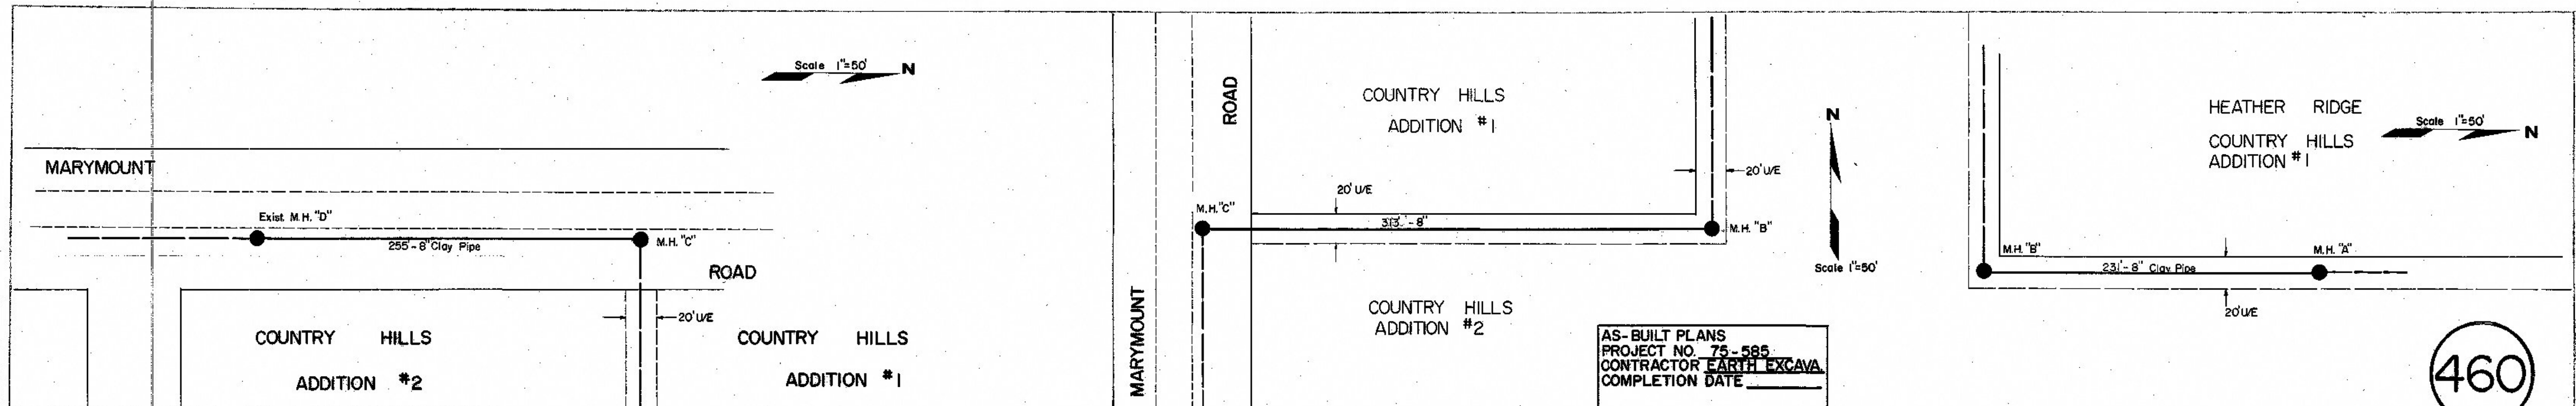 Scale 1"=50' N
MARYMOUNT
Exist. M.H. "D"
255'-8" Clay Pipe
M.H. "C"
ROAD
20' U/E
COUNTRY HILLS
ADDITION #2
COUNTRY HILLS
ADDITION #1
MARYMOUNT
ROAD
COUNTRY HILLS
ADDITION #1
20' U/E
20' U/E
M.H. "C"
313'-8"
M.H. "B"
N
Scale 1"=50'
COUNTRY HILLS
ADDITION #2
AS-BUILT PLANS
PROJECT NO. 75-585
CONTRACTOR EARTH EXCAVA.
COMPLETION DATE
HEATHER RIDGE
COUNTRY HILLS
ADDITION #1
Scale 1"=50' N
M.H. "B"
231'-8" Clay Pipe
M.H. "A"
20' U/E
460